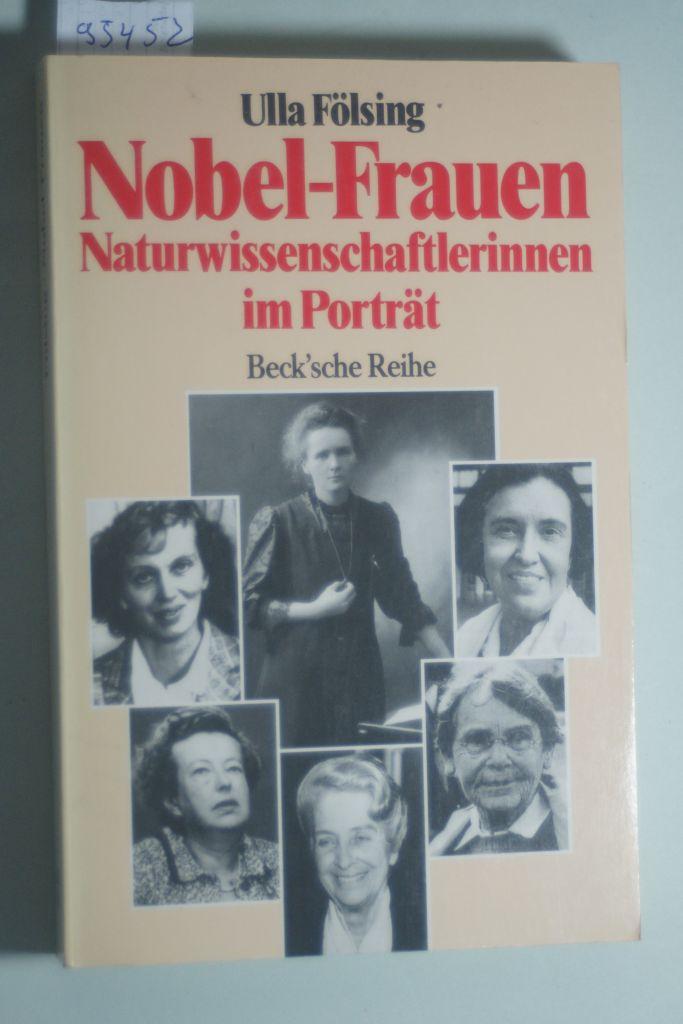 95452
Ulla Fölsing
Nobel-Frauen
Naturwissenschaftlerinnen
im Porträt
Beck'sche Reihe